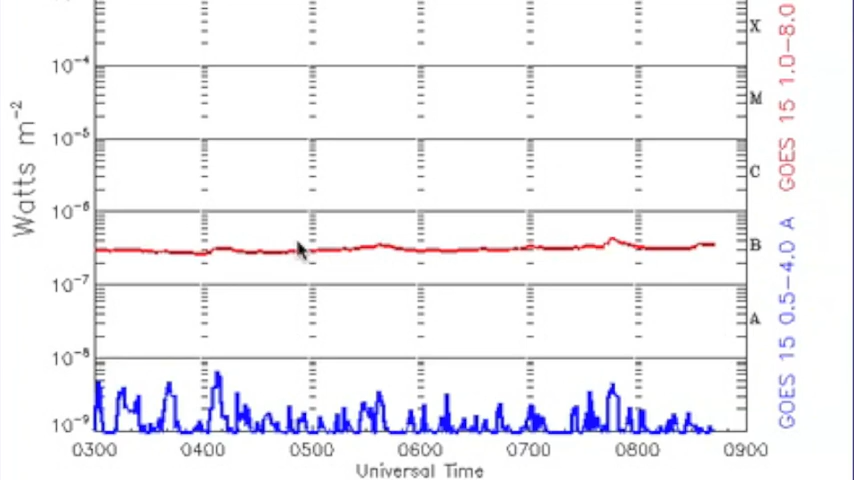 X
10-4
M
10-5
C
10-6
B
10-7
A
10-8
10-9
Watts m-2
0300 0400 0500 0600 0700 0800 0900
Universal Time
GOES 15 1.0-8.0
GOES 15 0.5-4.0 A